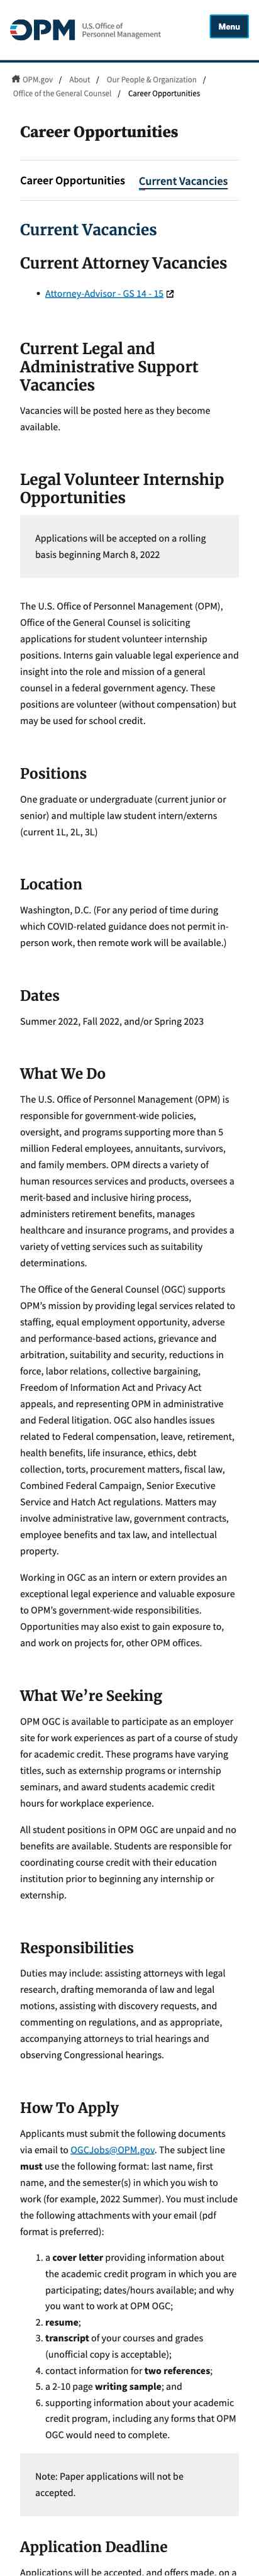 OPM
U.S. Office of
Personnel Management
Menu
OPM.gov / About / Our People & Organization /
Office of the General Counsel / Career Opportunities
Career Opportunities
Career Opportunities Current Vacancies
Current Vacancies
Current Attorney Vacancies
• Attorney-Advisor - GS 14 - 15
Current Legal and
Administrative Support
Vacancies
Vacancies will be posted here as they become
available.
Legal Volunteer Internship
Opportunities
Applications will be accepted on a rolling
basis beginning March 8, 2022
The U.S. Office of Personnel Management (OPM),
Office of the General Counsel is soliciting
applications for student volunteer internship
positions. Interns gain valuable legal experience and
insight into the role and mission of a general
counsel in a federal government agency. These
positions are volunteer (without compensation) but
may be used for school credit.
Positions
One graduate or undergraduate (current junior or
senior) and multiple law student intern/externs
(current 1L, 2L, 3L)
Location
Washington, D.C. (For any period of time during
which COVID-related guidance does not permit in-
person work, then remote work will be available.)
Dates
Summer 2022, Fall 2022, and/or Spring 2023
What We Do
The U.S. Office of Personnel Management (OPM) is
responsible for government-wide policies,
oversight, and programs supporting more than 5
million Federal employees, annuitants, survivors,
and family members. OPM directs a variety of
human resources services and products, oversees a
merit-based and inclusive hiring process,
administers retirement benefits, manages
healthcare and insurance programs, and provides a
variety of vetting services such as suitability
determinations.
The Office of the General Counsel (OGC) supports
OPM's mission by providing legal services related to
staffing, equal employment opportunity, adverse
and performance-based actions, grievance and
arbitration, suitability and security, reductions in
force, labor relations, collective bargaining,
Freedom of Information Act and Privacy Act
appeals, and representing OPM in administrative
and Federal litigation. OGC also handles issues
related to Federal compensation, leave, retirement,
health benefits, life insurance, ethics, debt
collection, torts, procurement matters, fiscal law,
Combined Federal Campaign, Senior Executive
Service and Hatch Act regulations. Matters may
involve administrative law, government contracts,
employee benefits and tax law, and intellectual
property.
Working in OGC as an intern or extern provides an
exceptional legal experience and valuable exposure
to OPM's government-wide responsibilities.
Opportunities may also exist to gain exposure to,
and work on projects for, other OPM offices.
What We're Seeking
OPM OGC is available to participate as an employer
site for work experiences as part of a course of study
for academic credit. These programs have varying
titles, such as externship programs or internship
seminars, and award students academic credit
hours for workplace experience.
All student positions in OPM OGC are unpaid and no
benefits are available. Students are responsible for
coordinating course credit with their education
institution prior to beginning any internship or
externship.
Responsibilities
Duties may include: assisting attorneys with legal
research, drafting memoranda of law and legal
motions, assisting with discovery requests, and
commenting on regulations, and as appropriate,
accompanying attorneys to trial hearings and
observing Congressional hearings.
How To Apply
Applicants must submit the following documents
via email to OGCJobs@OPM.gov. The subject line
must use the following format: last name, first
name, and the semester(s) in which you wish to
work (for example, 2022 Summer). You must include
the following attachments with your email (pdf
format is preferred):
1. a cover letter providing information about
the academic credit program in which you are
participating; dates/hours available; and why
you want to work at OPM OGC;
2. resume;
3. transcript of your courses and grades
(unofficial copy is acceptable);
4. contact information for two references;
5. a 2-10 page writing sample; and
6. supporting information about your academic
credit program, including any forms that OPM
OGC would need to complete.
Note: Paper applications will not be
accepted.
Application Deadline
Applications will be accepted, and offers made, on a